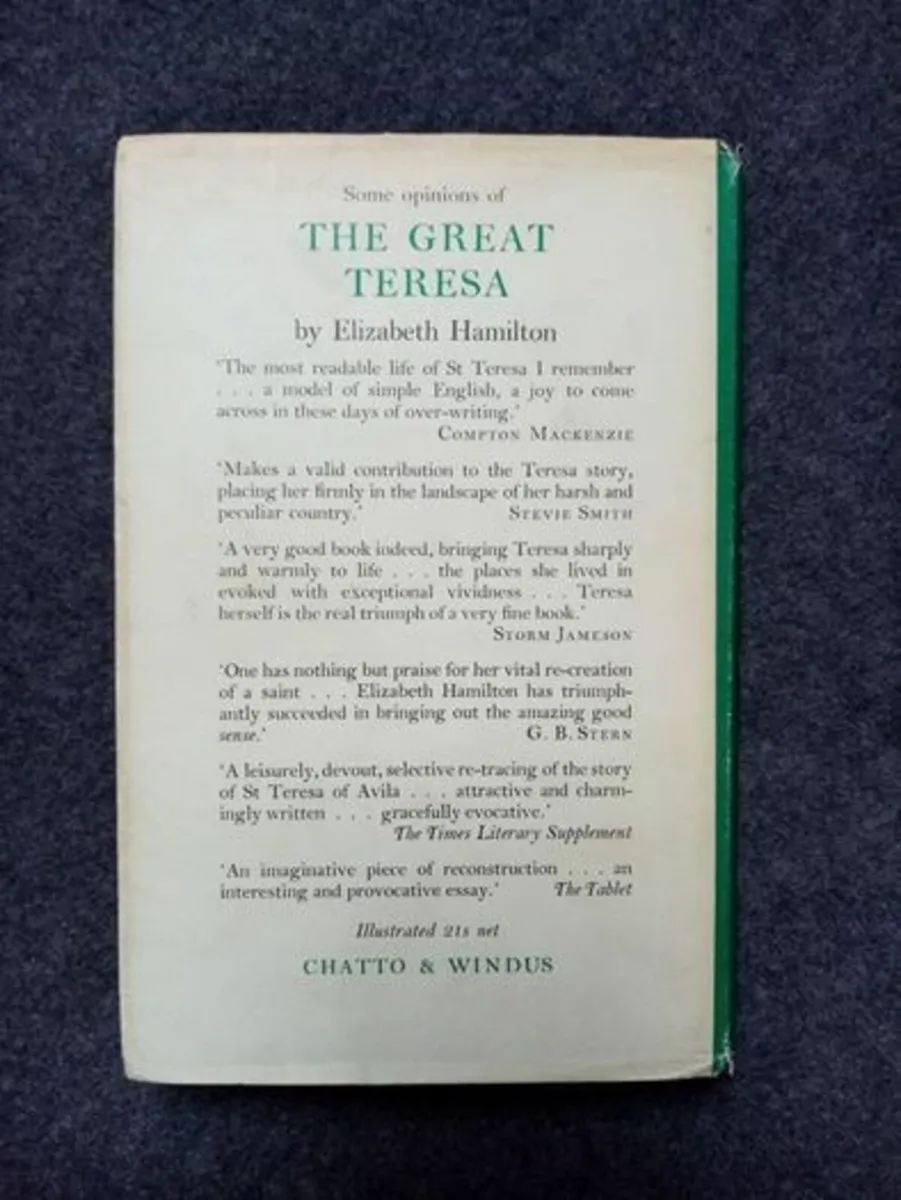 Some opinions of
THE GREAT
TERESA
by Elizabeth Hamilton
'The most readable life of St Teresa I remember
. . . a model of simple English, a joy to come
across in these days of over-writing.'
COMPTON MACKENZIE
'Makes a valid contribution to the Teresa story,
placing her firmly in the landscape of her harsh and
peculiar country.' STEVIE SMITH
'A very good book indeed, bringing Teresa sharply
and warmly to life . . . the places she lived in
evoked with exceptional vividness . . . Teresa
herself is the real triumph of a very fine book.'
STORM JAMESON
'One has nothing but praise for her vital re-creation
of a saint . . . Elizabeth Hamilton has triumph-
antly succeeded in bringing out the amazing good
sense.' G. B. STERN
'A leisurely, devout, selective re-tracing of the story
of St Teresa of Avila . . . attractive and charm-
ingly written . . . gracefully evocative.'
The Times Literary Supplement
'An imaginative piece of reconstruction . . . an
interesting and provocative essay.' The Tablet
Illustrated 21s net
CHATTO & WINDUS